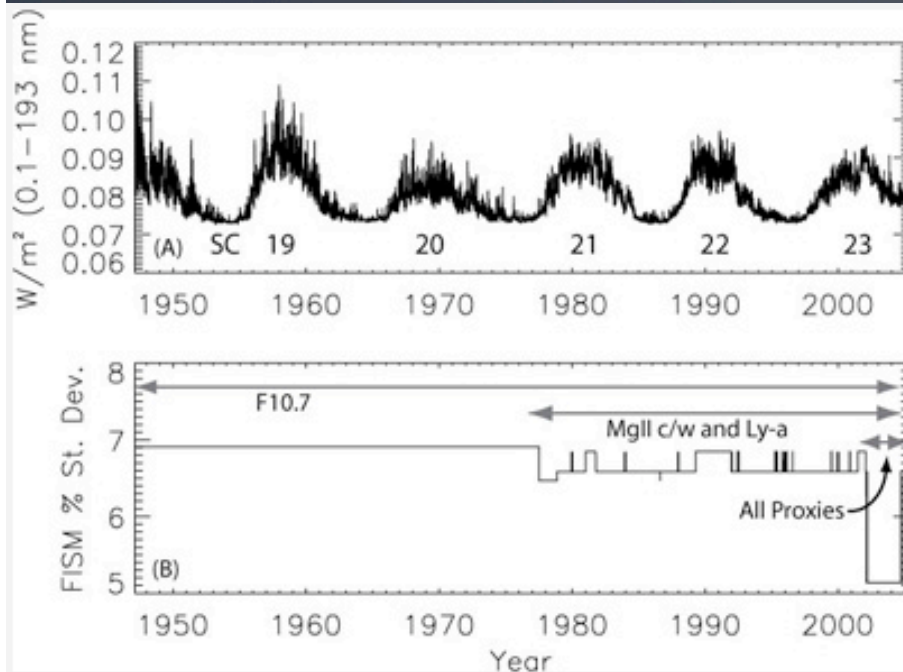 W/m² (0.1–193 nm)
0.12
0.11
0.10
0.09
0.08
0.07
0.06
(A) SC 19 20 21 22 23
1950 1960 1970 1980 1990 2000
FISM % St. Dev.
8
7
6
5
F10.7
MgII c/w and Ly-a
All Proxies
(B)
1950 1960 1970 1980 1990 2000
Year